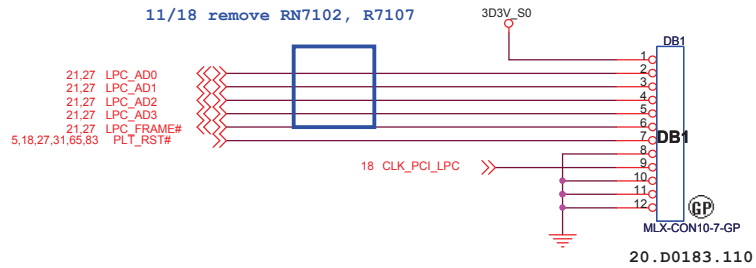 11/18 remove RN7102, R7107
3D3V_S0
DB1
1
21,27 LPC_AD0 2
21,27 LPC_AD1 3
21,27 LPC_AD2 4
21,27 LPC_AD3 5
21,27 LPC_FRAME# 6
5,18,27,31,65,83 PLT_RST# 7
DB1
8
18 CLK_PCI_LPC 9
10
11
12
GP
MLX-CON10-7-GP
20.D0183.110